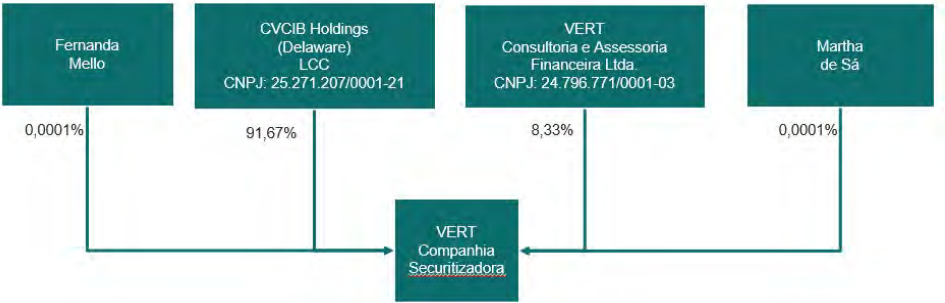 Fernanda
Mello
CVCIB Holdings
(Delaware)
LCC
CNPJ: 25.271.207/0001-21
VERT
Consultoria e Assessoria
Financeira Ltda.
CNPJ: 24.796.771/0001-03
Martha
de Sá
0,0001%
91,67%
8,33%
0,0001%
VERT
Companhia
Securitizadora